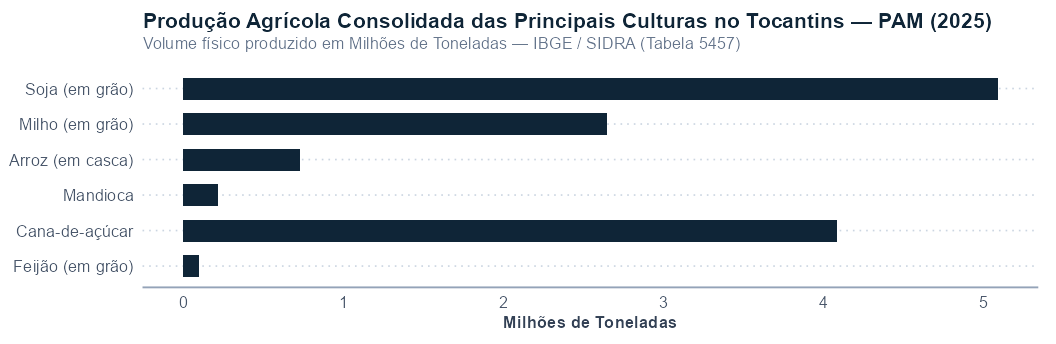 Produção Agrícola Consolidada das Principais Culturas no Tocantins — PAM (2025)
Volume físico produzido em Milhões de Toneladas — IBGE / SIDRA (Tabela 5457)
Soja (em grão)
Milho (em grão)
Arroz (em casca)
Mandioca
Cana-de-açúcar
Feijão (em grão)
0 1 2 3 4 5
Milhões de Toneladas